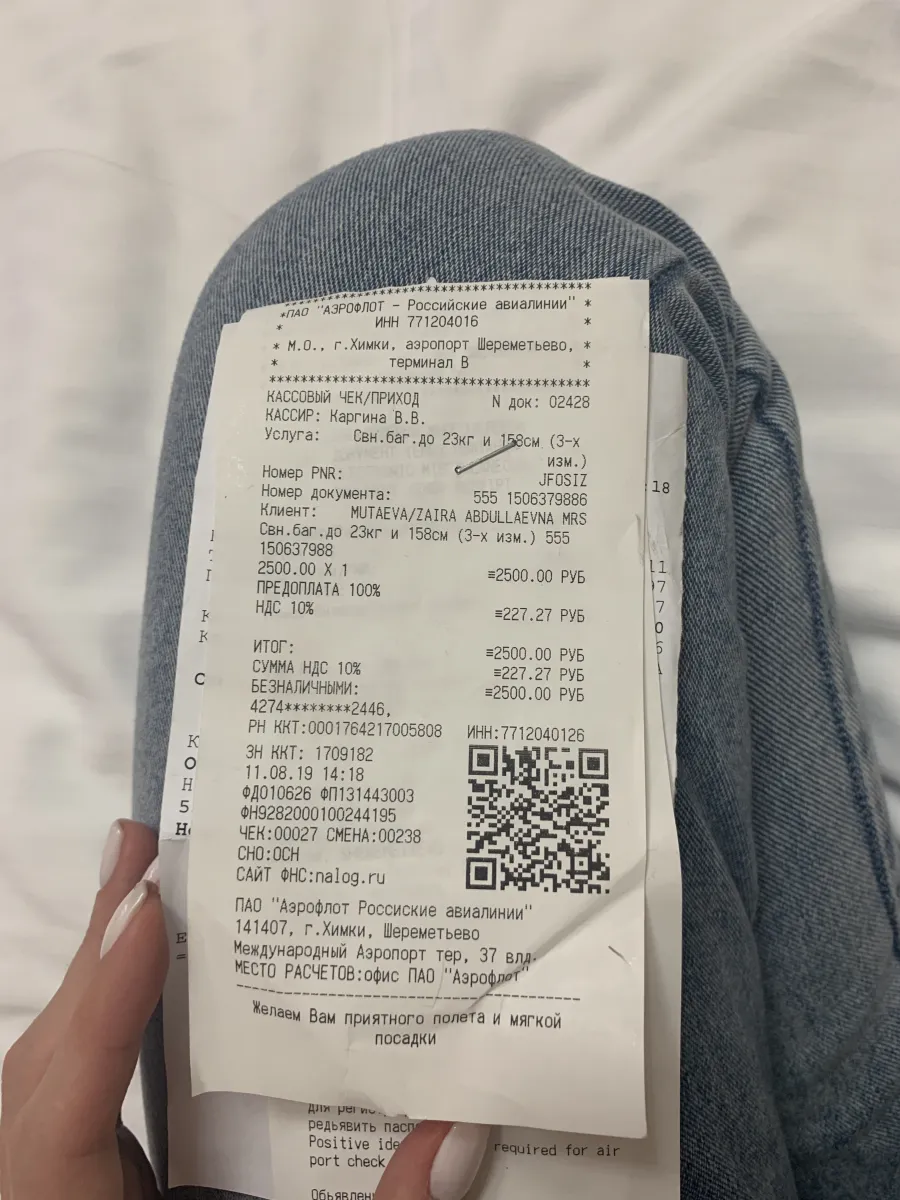 ****************************************
*ПАО "АЭРОФЛОТ - Российские авиалинии" *
* ИНН 771204016 *
* М.О., г.Химки, аэропорт Шереметьево, *
* терминал В *
****************************************
КАССОВЫЙ ЧЕК/ПРИХОД N док: 02428
КАССИР: Каргина В.В.
Услуга: Свн.баг.до 23кг и 158см (3-х
изм.)
Номер PNR: JFOSIZ
Номер документа: 555 1506379886
Клиент: MUTAEVA/ZAIRA ABDULLAEVNA MRS
Свн.баг.до 23кг и 158см (3-х изм.) 555
150637988
2500.00 X 1 ≡2500.00 РУБ
ПРЕДОПЛАТА 100%
НДС 10% ≡227.27 РУБ
ИТОГ: ≡2500.00 РУБ
СУММА НДС 10% ≡227.27 РУБ
БЕЗНАЛИЧНЫМИ: ≡2500.00 РУБ
4274********2446,
РН ККТ:0001764217005808 ИНН:7712040126
ЗН ККТ: 1709182
11.08.19 14:18
ФД010626 ФП131443003
ФН9282000100244195
ЧЕК:00027 СМЕНА:00238
СНО:ОСН
САЙТ ФНС:nalog.ru
ПАО "Аэрофлот Россиские авиалинии"
141407, г.Химки, Шереметьево
Международный Аэропорт тер, 37 влд.
МЕСТО РАСЧЕТОВ:офис ПАО "Аэрофлот"
Желаем Вам приятного полета и мягкой
посадки
для
редъявить
Positive required for air
port check